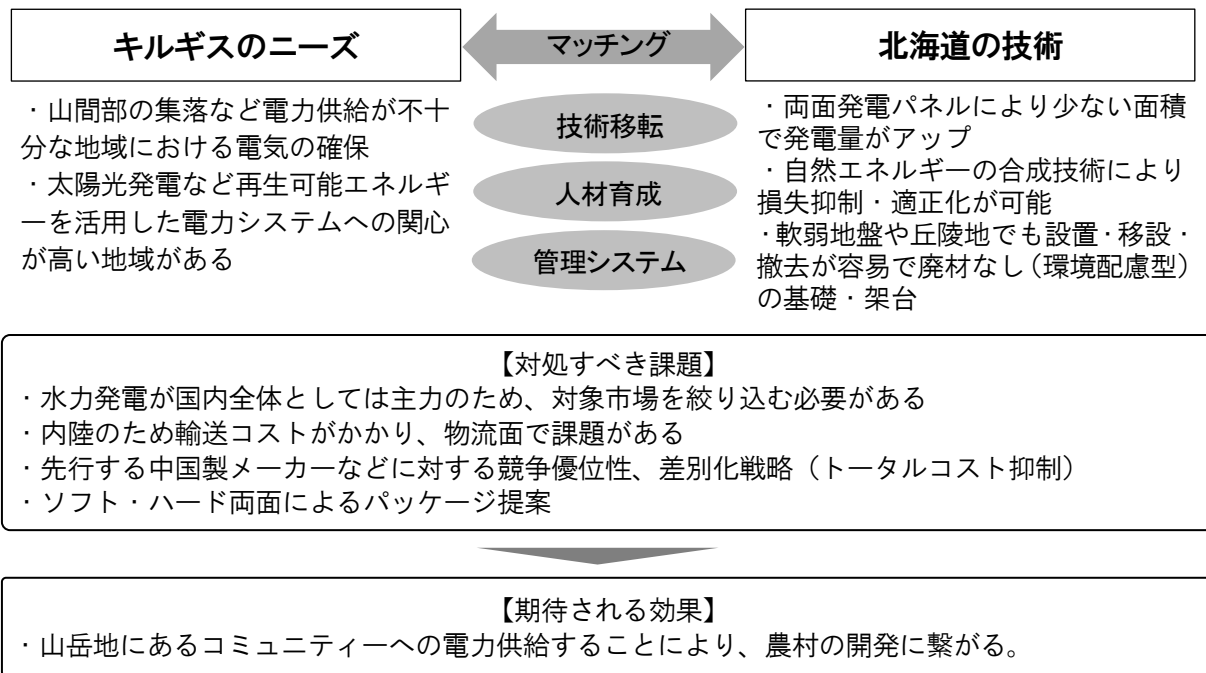 キルギスのニーズ
マッチング
北海道の技術
・山間部の集落など電力供給が不十
分な地域における電気の確保
・太陽光発電など再生可能エネルギ
ーを活用した電力システムへの関心
が高い地域がある
技術移転
人材育成
管理システム
・両面発電パネルにより少ない面積
で発電量がアップ
・自然エネルギーの合成技術により
損失抑制・適正化が可能
・軟弱地盤や丘陵地でも設置・移設・
撤去が容易で廃材なし（環境配慮型）
の基礎・架台
【対処すべき課題】
・水力発電が国内全体としては主力のため、対象市場を絞り込む必要がある
・内陸のため輸送コストがかかり、物流面で課題がある
・先行する中国製メーカーなどに対する競争優位性、差別化戦略（トータルコスト抑制）
・ソフト・ハード両面によるパッケージ提案
【期待される効果】
・山岳地にあるコミュニティーへの電力供給することにより、農村の開発に繋がる。